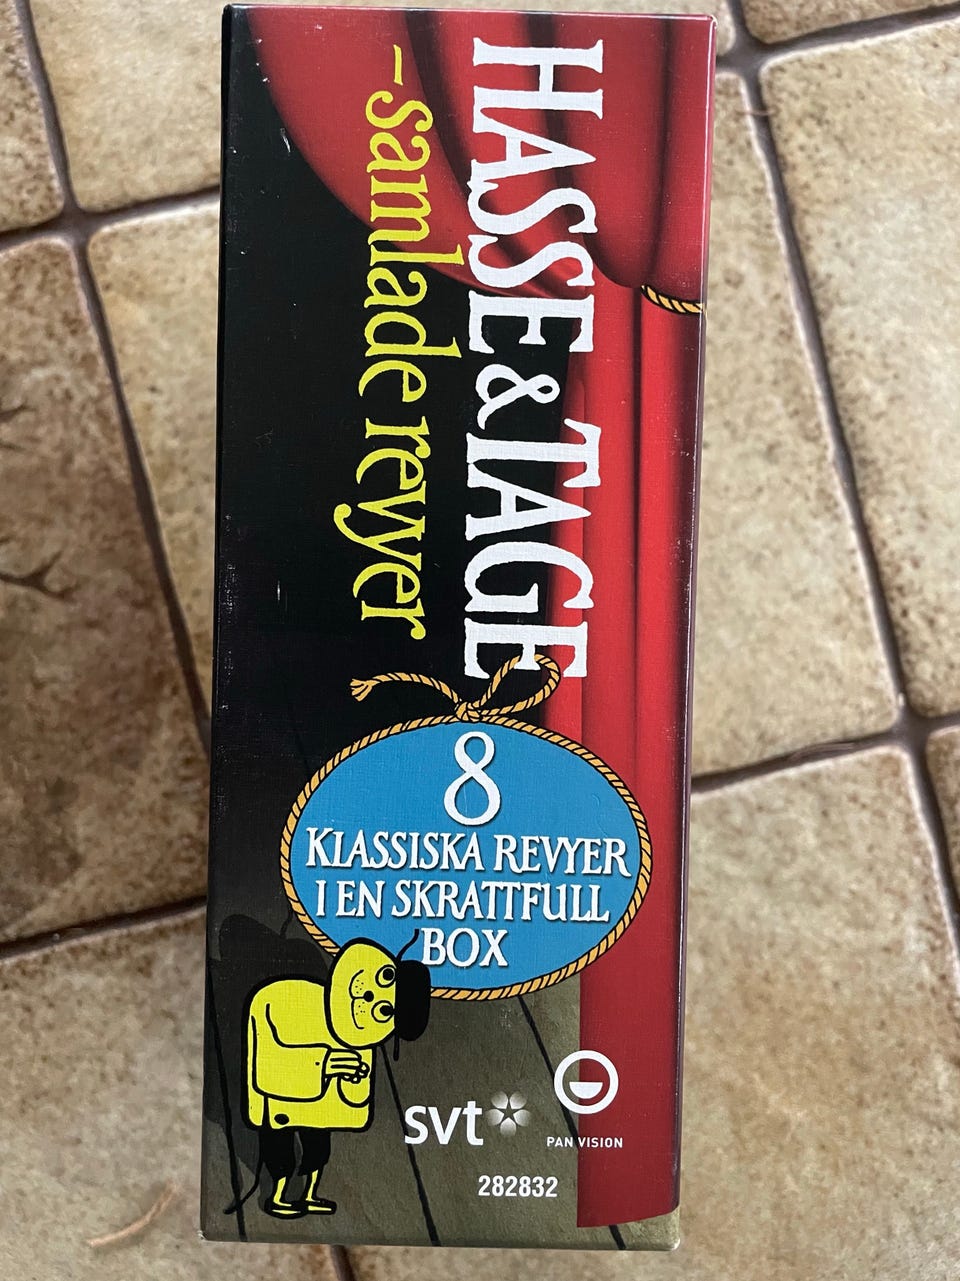 HASSE & TAGE
– samlade revyer
8
KLASSISKA REVYER
I EN SKRATTFULL
BOX
svt
PAN VISION
282832